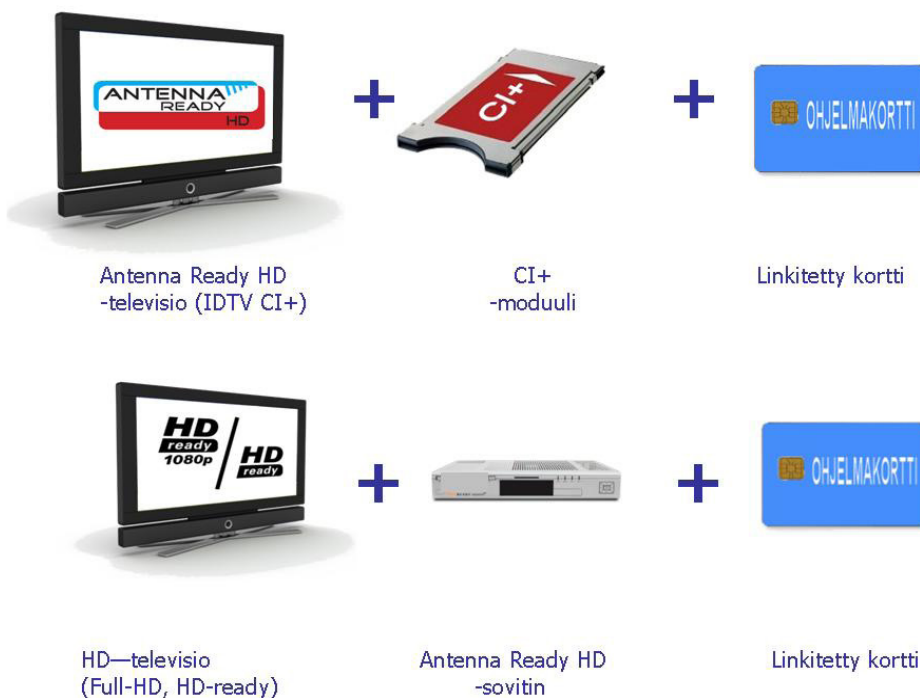 ANTENNA
READY
HD
+
CI+
+
OHJELMAKORTTI
Antenna Ready HD
-televisio (IDTV CI+)
CI+
-moduuli
Linkitetty kortti
HD
ready
1080p
HD
ready
+
+
OHJELMAKORTTI
HD—televisio
(Full-HD, HD-ready)
Antenna Ready HD
-sovitin
Linkitetty kortti